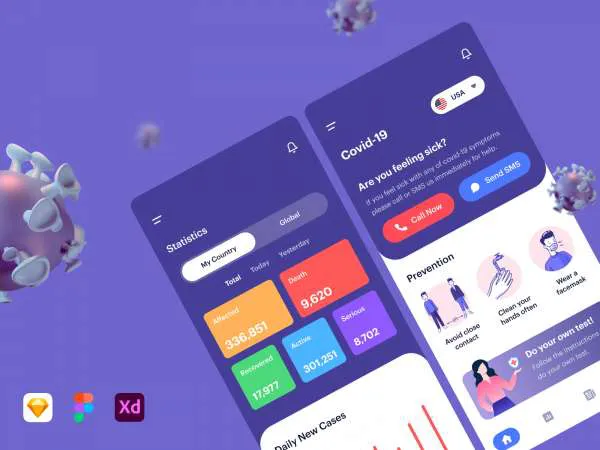 Statistics
My Country
Global
Total
Today
Yesterday
Affected
336,851
Death
9,620
Recovered
17,977
Active
301,251
Serious
8,702
Daily New Cases
USA
Covid-19
Are you feeling sick?
If you feel sick with any of covid-19 symptoms
please call or SMS us immediately for help.
Call Now
Send SMS
Prevention
Avoid close
contact
Clean your
hands often
Wear a
facemask
Do your own test!
Follow the instructions
do your own test.
Xd